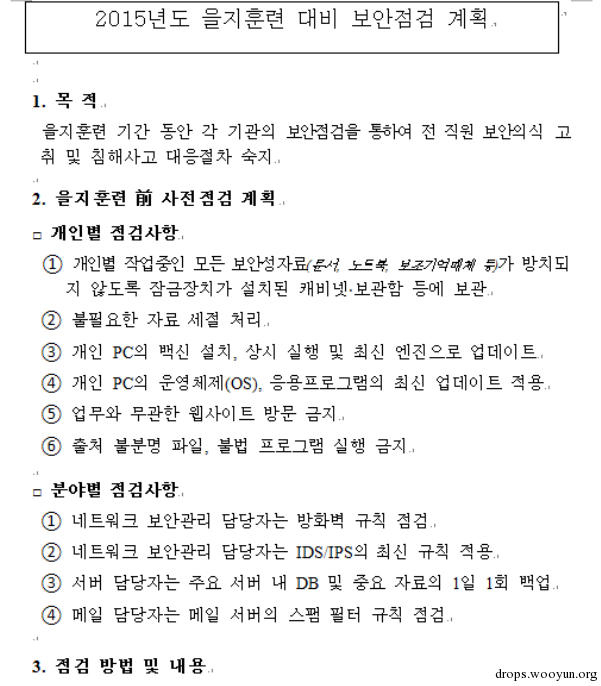 2015년도 을지훈련 대비 보안점검 계획
1. 목 적
을지훈련 기간 동안 각 기관의 보안점검을 통하여 전 직원 보안의식 고
취 및 침해사고 대응절차 숙지
2. 을지훈련 前 사전점검 계획
□ 개인별 점검사항
① 개인별 작업중인 모든 보안성자료(문서, 노트북, 보조기억매체 등)가 방치되
지 않도록 잠금장치가 설치된 캐비넷·보관함 등에 보관
② 불필요한 자료 세절 처리
③ 개인 PC의 백신 설치, 상시 실행 및 최신 엔진으로 업데이트
④ 개인 PC의 운영체제(OS), 응용프로그램의 최신 업데이트 적용
⑤ 업무와 무관한 웹사이트 방문 금지
⑥ 출처 불분명 파일, 불법 프로그램 실행 금지
□ 분야별 점검사항
① 네트워크 보안관리 담당자는 방화벽 규칙 점검
② 네트워크 보안관리 담당자는 IDS/IPS의 최신 규칙 적용
③ 서버 담당자는 주요 서버 내 DB 및 중요 자료의 1일 1회 백업
④ 메일 담당자는 메일 서버의 스팸 필터 규칙 점검
3. 점검 방법 및 내용
drops.wooyun.org